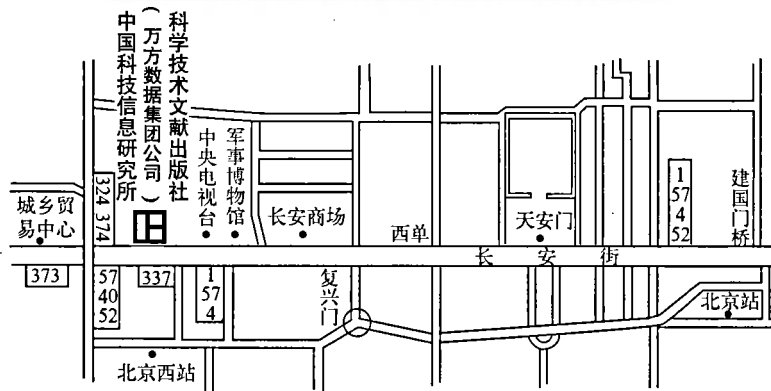 科学技术文献出版社
(万方数据集团公司)
中国科技信息研究所
中央电视台
军事博物馆
324 374
城乡贸
易中心
长安商场
西单
天安门
1
57
4
52
建国门桥
长安街
373
57
40
52
337
1
57
4
复兴门
北京站
北京西站